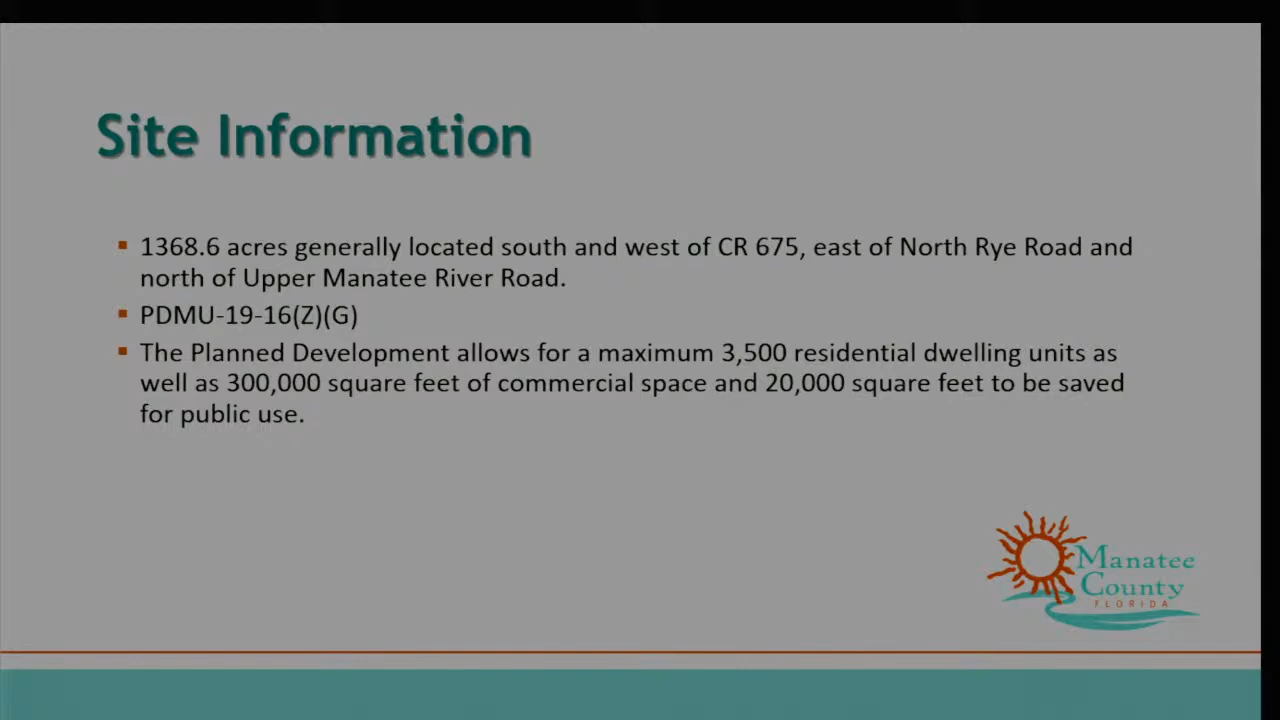 Site Information
1368.6 acres generally located south and west of CR 675, east of North Rye Road and
north of Upper Manatee River Road.
PDMU-19-16(Z)(G)
The Planned Development allows for a maximum 3,500 residential dwelling units as
well as 300,000 square feet of commercial space and 20,000 square feet to be saved
for public use.
Manatee
County
FLORIDA